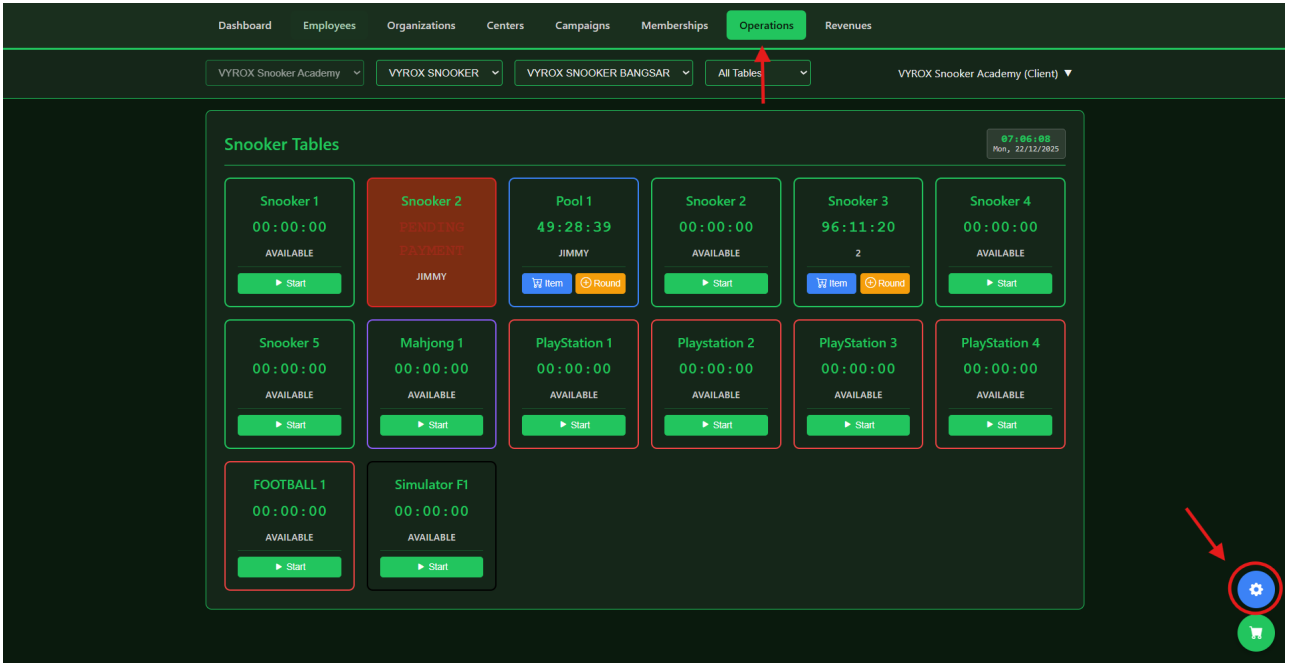 Dashboard Employees Organizations Centers Campaigns Memberships Operations Revenues
VYROX Snooker Academy VYROX SNOOKER VYROX SNOOKER BANGSAR All Tables VYROX Snooker Academy (Client) ▼
Snooker Tables
07:06:08
Mon, 22/12/2025
Snooker 1
00:00:00
AVAILABLE
Start
Snooker 2
PENDING
PAYMENT
JIMMY
Pool 1
49:28:39
JIMMY
Item Round
Snooker 2
00:00:00
AVAILABLE
Start
Snooker 3
96:11:20
2
Item Round
Snooker 4
00:00:00
AVAILABLE
Start
Snooker 5
00:00:00
AVAILABLE
Start
Mahjong 1
00:00:00
AVAILABLE
Start
PlayStation 1
00:00:00
AVAILABLE
Start
Playstation 2
00:00:00
AVAILABLE
Start
PlayStation 3
00:00:00
AVAILABLE
Start
PlayStation 4
00:00:00
AVAILABLE
Start
FOOTBALL 1
00:00:00
AVAILABLE
Start
Simulator F1
00:00:00
AVAILABLE
Start